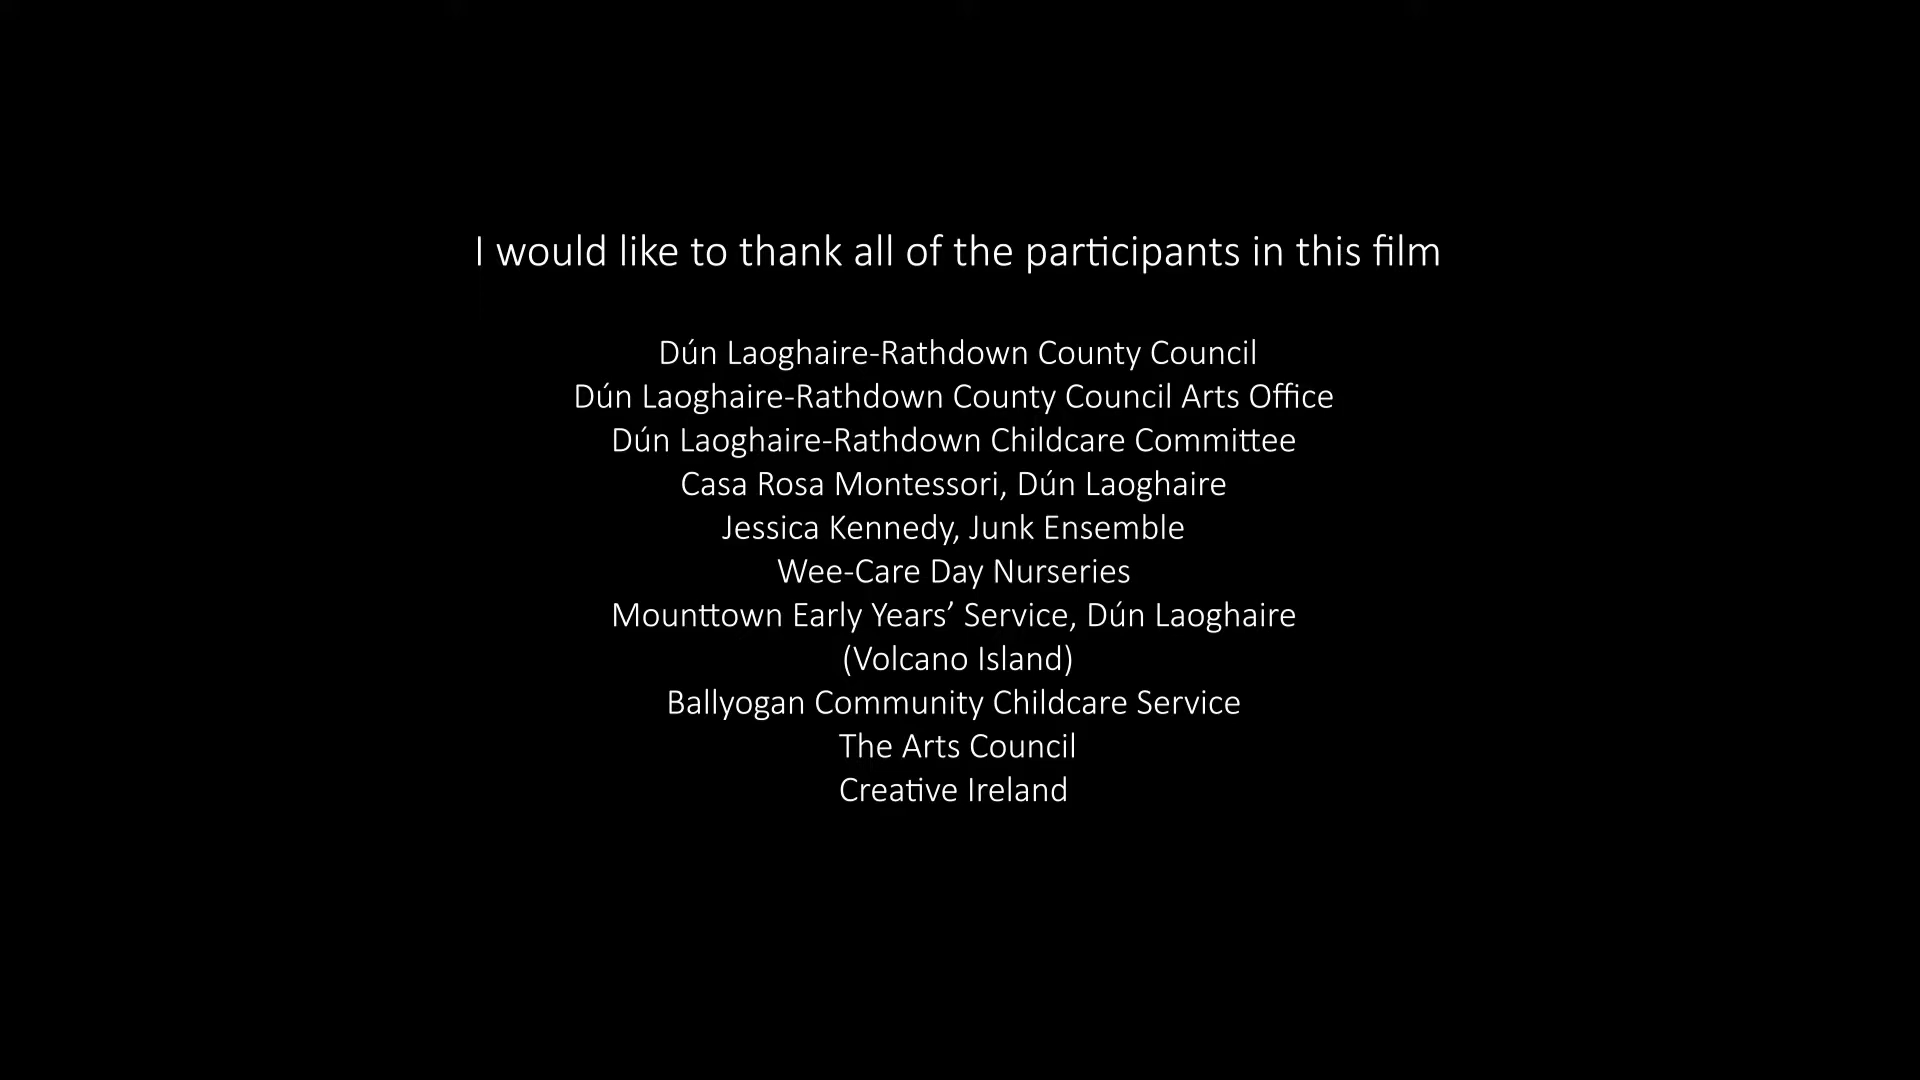 I would like to thank all of the participants in this film
Dún Laoghaire-Rathdown County Council
Dún Laoghaire-Rathdown County Council Arts Office
Dún Laoghaire-Rathdown Childcare Committee
Casa Rosa Montessori, Dún Laoghaire
Jessica Kennedy, Junk Ensemble
Wee-Care Day Nurseries
Mounttown Early Years’ Service, Dún Laoghaire
(Volcano Island)
Ballyogan Community Childcare Service
The Arts Council
Creative Ireland